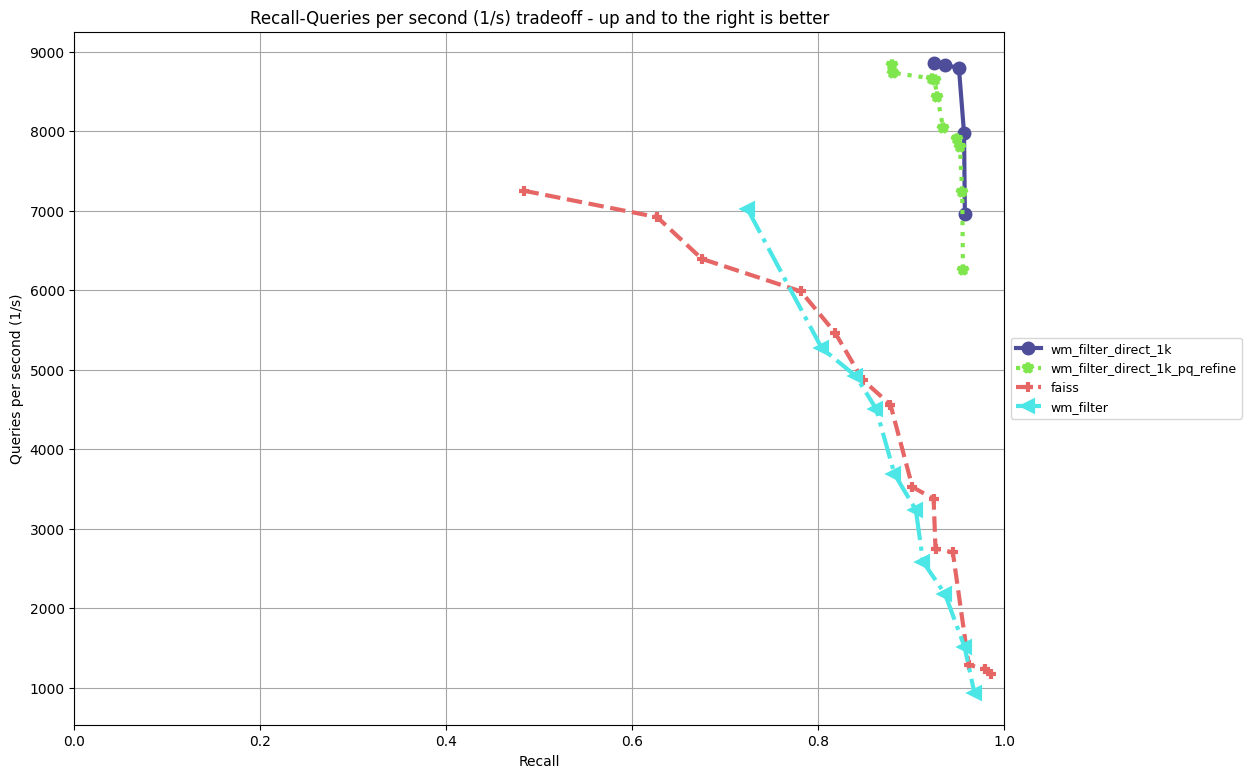 Recall-Queries per second (1/s) tradeoff - up and to the right is better
Queries per second (1/s)
9000
8000
7000
6000
5000
4000
3000
2000
1000
0.0 0.2 0.4 0.6 0.8 1.0
Recall
wm_filter_direct_1k
wm_filter_direct_1k_pq_refine
faiss
wm_filter